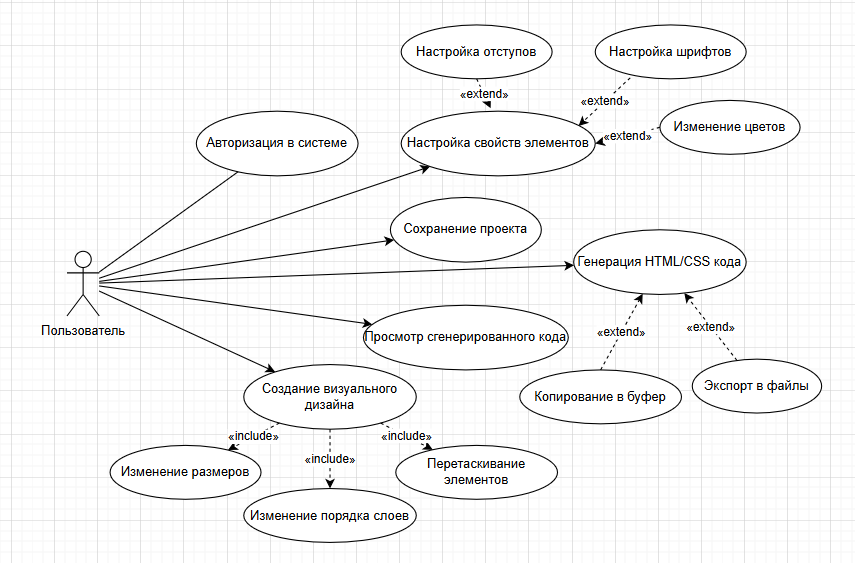 Настройка отступов
Настройка шрифтов
«extend»
«extend»
Изменение цветов
«extend»
Авторизация в системе
Настройка свойств элементов
Сохранение проекта
Генерация HTML/CSS кода
Пользователь
«extend»
«extend»
Просмотр сгенерированного кода
Создание визуального
дизайна
Копирование в буфер
Экспорт в файлы
«include»
«include»
«include»
Изменение размеров
Перетаскивание
элементов
Изменение порядка слоев